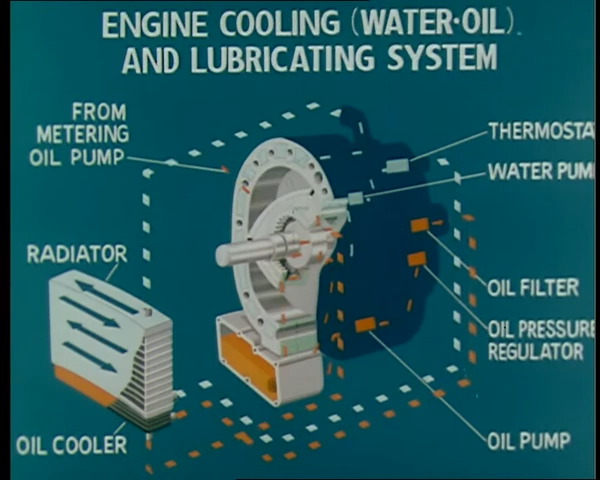 ENGINE COOLING (WATER·OIL)
AND LUBRICATING SYSTEM
FROM
METERING
OIL PUMP
THERMOSTA
WATER PUM
RADIATOR
OIL FILTER
OIL PRESSURE
REGULATOR
OIL COOLER
OIL PUMP